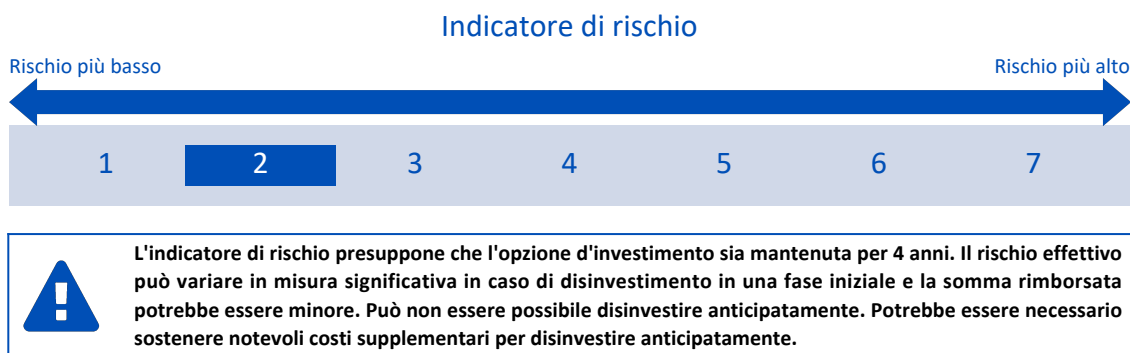 Indicatore di rischio
Rischio più basso
Rischio più alto
1 2 3 4 5 6 7
L'indicatore di rischio presuppone che l'opzione d'investimento sia mantenuta per 4 anni. Il rischio effettivo
può variare in misura significativa in caso di disinvestimento in una fase iniziale e la somma rimborsata
potrebbe essere minore. Può non essere possibile disinvestire anticipatamente. Potrebbe essere necessario
sostenere notevoli costi supplementari per disinvestire anticipatamente.